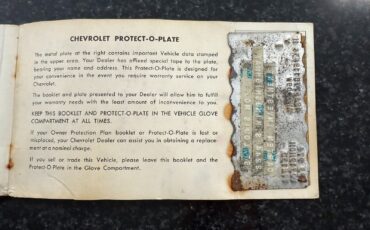 CHEVROLET PROTECT-O-PLATE
The metal plate at the right contains important Vehicle data stamped
in the upper area. Your Dealer has affixed special tape to the plate,
bearing your name and address. This Protect-O-Plate is designed for
your convenience in the event you require warranty service on your
Chevrolet.
The booklet and plate presented to your Dealer will allow him to fulfill
your warranty needs with the least amount of inconvenience to you.
KEEP THIS BOOKLET AND PROTECT-O-PLATE IN THE VEHICLE GLOVE
COMPARTMENT AT ALL TIMES.
If your Owner Protection Plan booklet or Protect-O-Plate is lost or
misplaced, your Chevrolet Dealer can assist you in obtaining a replace-
ment at a nominal charge.
If you sell or trade this Vehicle, please leave this booklet and the
Protect-O-Plate in the Glove Compartment.